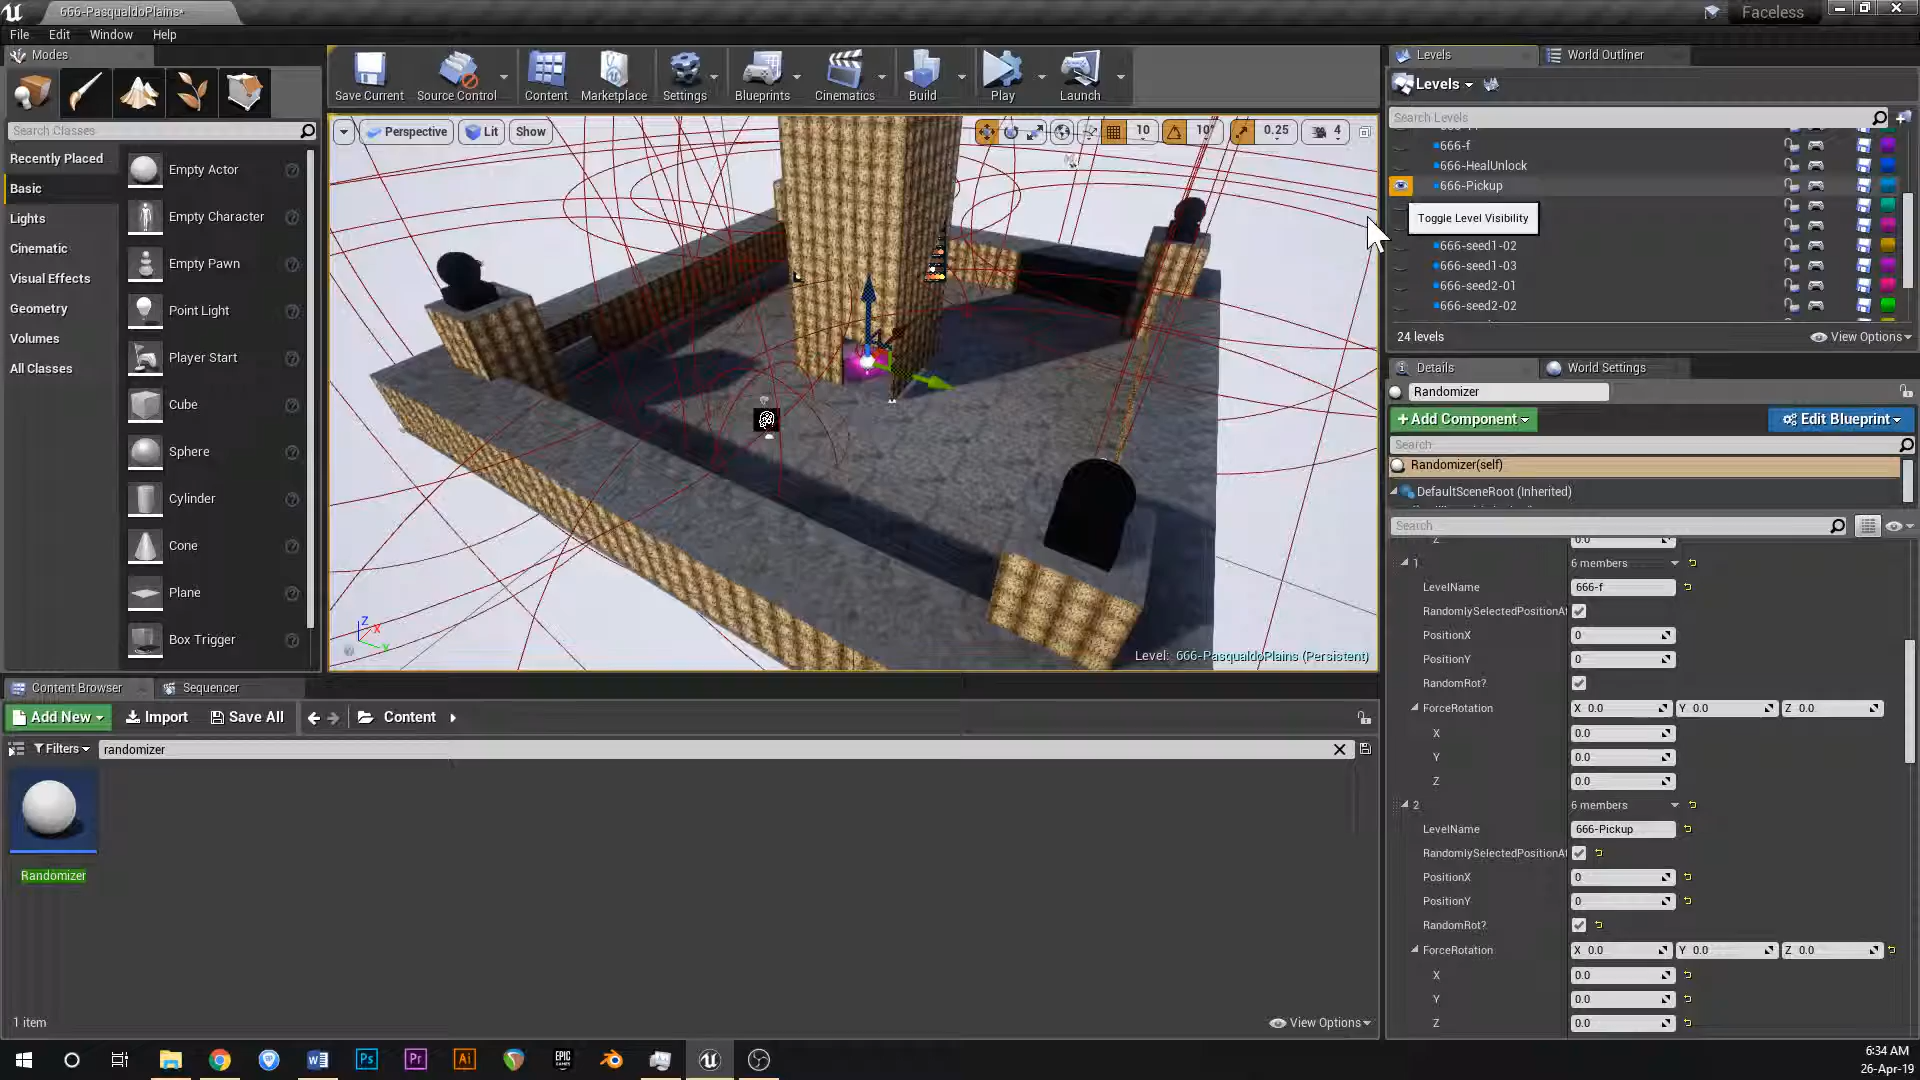 666-PasqualdoPlains*
Faceless
File Edit Window Help
Modes
Search Classes
Recently Placed
Basic
Lights
Cinematic
Visual Effects
Geometry
Volumes
All Classes
Empty Actor
Empty Character
Empty Pawn
Point Light
Player Start
Cube
Sphere
Cylinder
Cone
Plane
Box Trigger
Save Current
Source Control
Content
Marketplace
Settings
Blueprints
Cinematics
Build
Play
Launch
Perspective Lit Show
10 10° 0.25 4
Z X Y
Level: 666-PasqualdoPlains (Persistent)
Levels World Outliner
Levels
Search Levels
666-f
666-HealUnlock
666-Pickup
Toggle Level Visibility
666-seed1-02
666-seed1-03
666-seed2-01
666-seed2-02
24 levels View Options
Details World Settings
Randomizer
+Add Component Edit Blueprint
Search
Randomizer(self)
DefaultSceneRoot (Inherited)
Search
Z 0.0
1 6 members
LevelName 666-f
RandomlySelectedPositionAt
PositionX 0
PositionY 0
RandomRot?
ForceRotation X 0.0 Y 0.0 Z 0.0
X 0.0
Y 0.0
Z 0.0
2 6 members
LevelName 666-Pickup
RandomlySelectedPositionAt
PositionX 0
PositionY 0
RandomRot?
ForceRotation X 0.0 Y 0.0 Z 0.0
X 0.0
Y 0.0
Z 0.0
Content Browser Sequencer
Add New Import Save All Content
Filters randomizer
Randomizer
1 item View Options
Ps Pr Ai
EPIC GAMES
6:34 AM
26-Apr-19